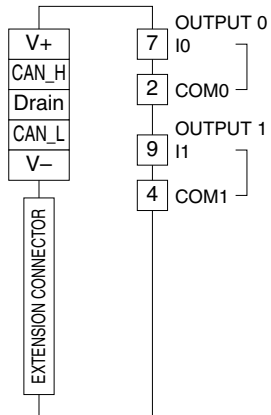 V+
CAN_H
Drain
CAN_L
V–
EXTENSION CONNECTOR
OUTPUT 0
7 I0
2 COM0
OUTPUT 1
9 I1
4 COM1